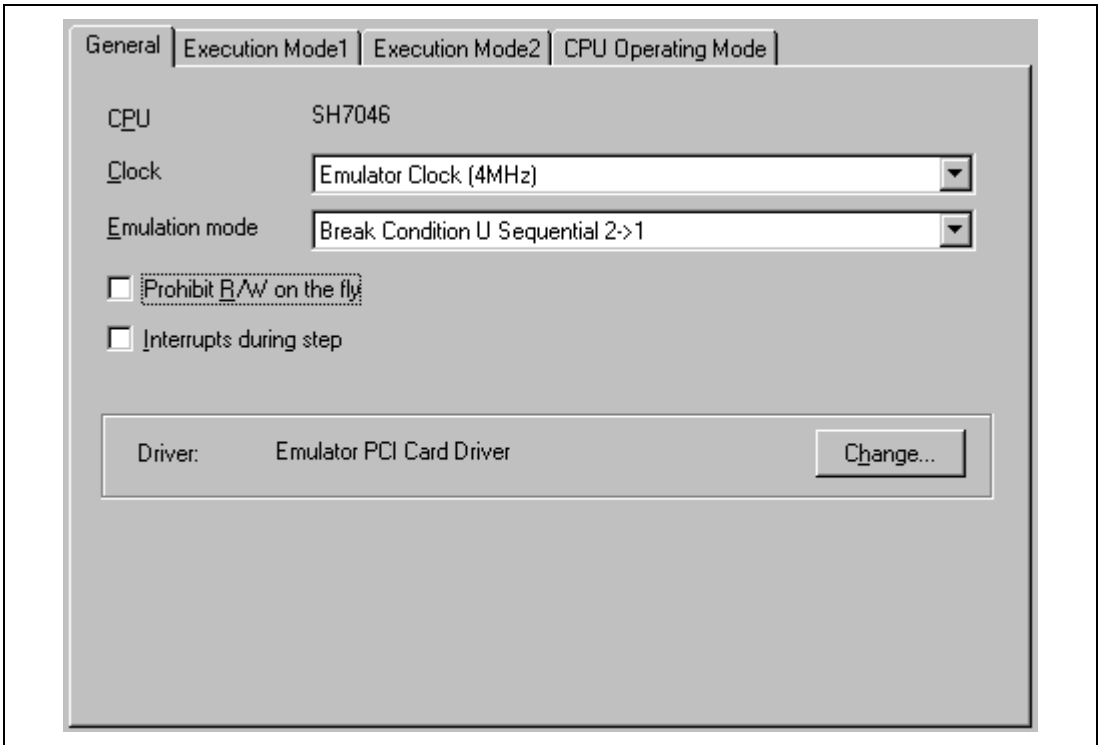 General Execution Mode1 Execution Mode2 CPU Operating Mode
CPU SH7046
Clock Emulator Clock (4MHz)
Emulation mode Break Condition U Sequential 2->1
Prohibit R/W on the fly
Interrupts during step
Driver: Emulator PCI Card Driver Change...